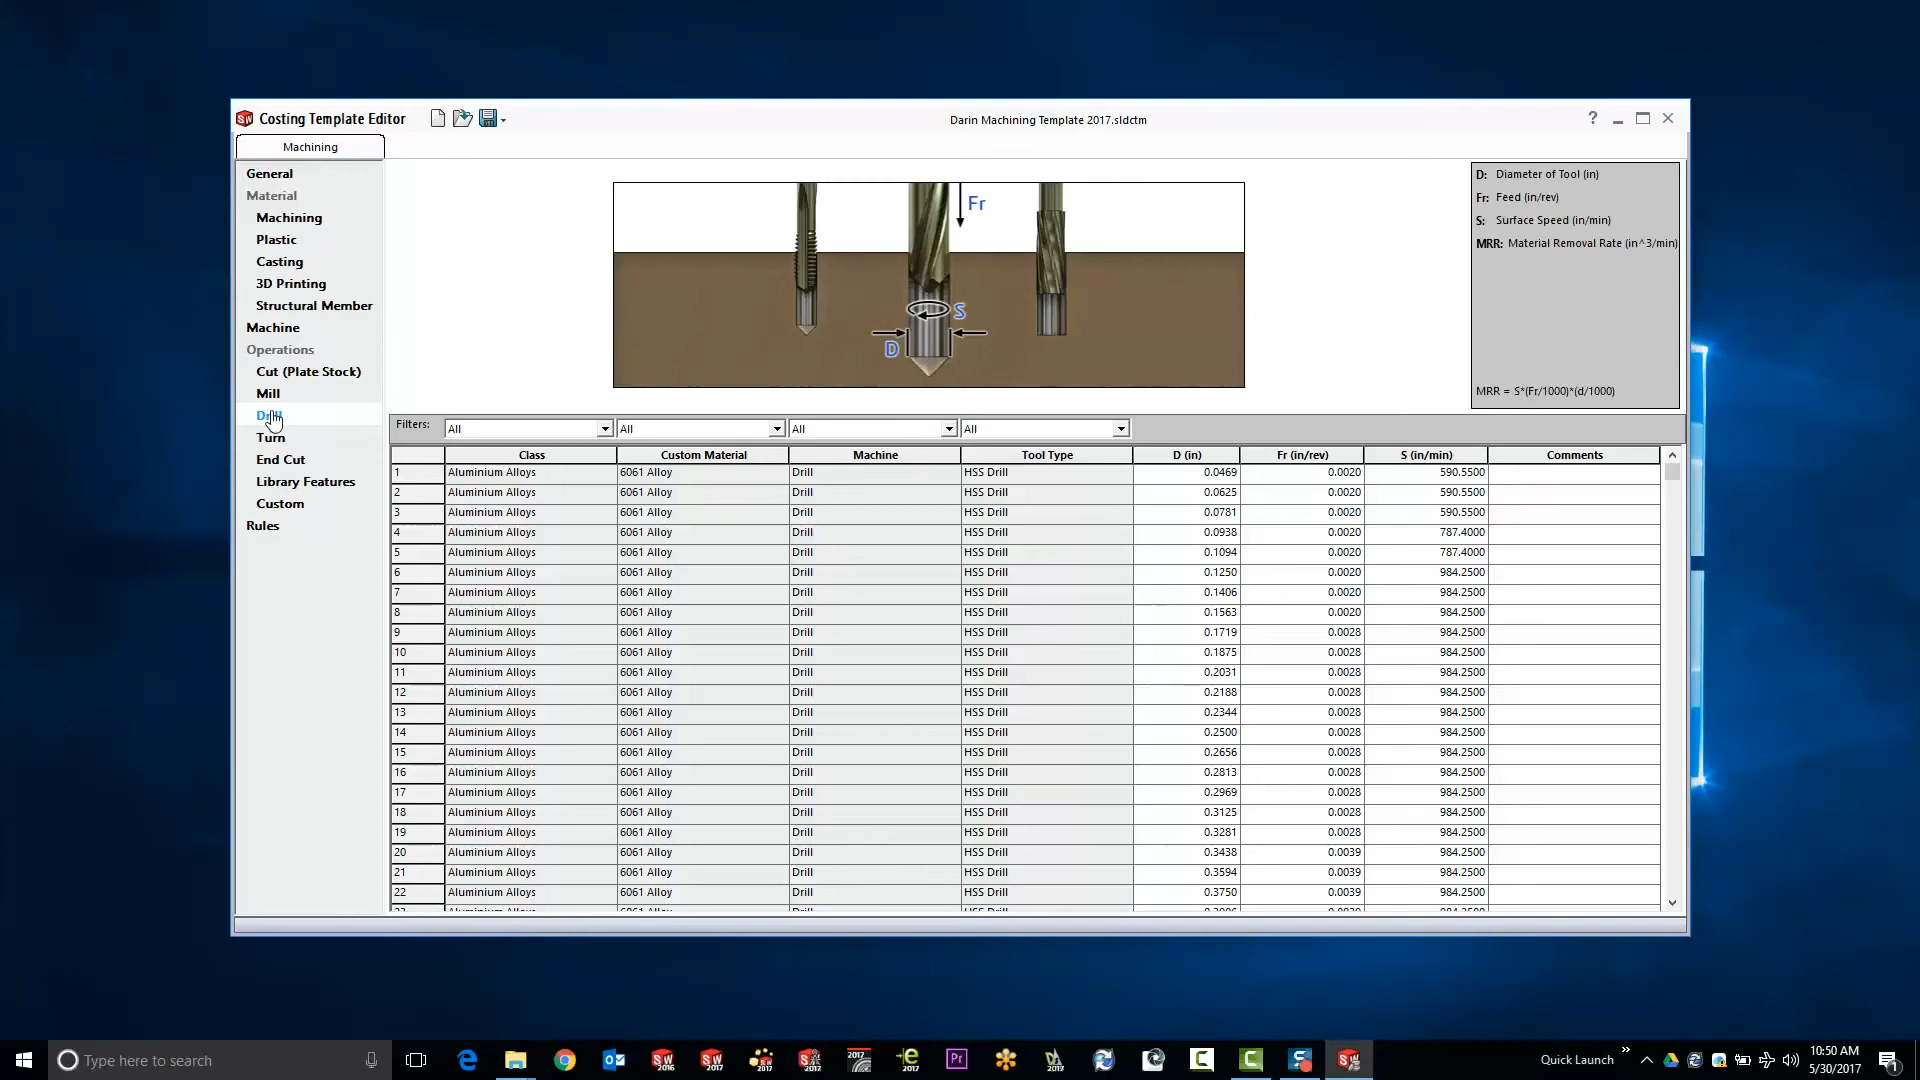 SW Costing Template Editor
Darin Machining Template 2017.sldctm
?
Machining
General
Material
Machining
Plastic
Casting
3D Printing
Structural Member
Machine
Operations
Cut (Plate Stock)
Mill
Drill
Turn
End Cut
Library Features
Custom
Rules
Fr
S
D
D: Diameter of Tool (in)
Fr: Feed (in/rev)
S: Surface Speed (in/min)
MRR: Material Removal Rate (in^3/min)
MRR = S*(Fr/1000)*(d/1000)
Filters: All All All All
Class Custom Material Machine Tool Type D (in) Fr (in/rev) S (in/min) Comments
1 Aluminium Alloys 6061 Alloy Drill HSS Drill 0.0469 0.0020 590.5500
2 Aluminium Alloys 6061 Alloy Drill HSS Drill 0.0625 0.0020 590.5500
3 Aluminium Alloys 6061 Alloy Drill HSS Drill 0.0781 0.0020 590.5500
4 Aluminium Alloys 6061 Alloy Drill HSS Drill 0.0938 0.0020 787.4000
5 Aluminium Alloys 6061 Alloy Drill HSS Drill 0.1094 0.0020 787.4000
6 Aluminium Alloys 6061 Alloy Drill HSS Drill 0.1250 0.0020 984.2500
7 Aluminium Alloys 6061 Alloy Drill HSS Drill 0.1406 0.0020 984.2500
8 Aluminium Alloys 6061 Alloy Drill HSS Drill 0.1563 0.0020 984.2500
9 Aluminium Alloys 6061 Alloy Drill HSS Drill 0.1719 0.0028 984.2500
10 Aluminium Alloys 6061 Alloy Drill HSS Drill 0.1875 0.0028 984.2500
11 Aluminium Alloys 6061 Alloy Drill HSS Drill 0.2031 0.0028 984.2500
12 Aluminium Alloys 6061 Alloy Drill HSS Drill 0.2188 0.0028 984.2500
13 Aluminium Alloys 6061 Alloy Drill HSS Drill 0.2344 0.0028 984.2500
14 Aluminium Alloys 6061 Alloy Drill HSS Drill 0.2500 0.0028 984.2500
15 Aluminium Alloys 6061 Alloy Drill HSS Drill 0.2656 0.0028 984.2500
16 Aluminium Alloys 6061 Alloy Drill HSS Drill 0.2813 0.0028 984.2500
17 Aluminium Alloys 6061 Alloy Drill HSS Drill 0.2969 0.0028 984.2500
18 Aluminium Alloys 6061 Alloy Drill HSS Drill 0.3125 0.0028 984.2500
19 Aluminium Alloys 6061 Alloy Drill HSS Drill 0.3281 0.0028 984.2500
20 Aluminium Alloys 6061 Alloy Drill HSS Drill 0.3438 0.0039 984.2500
21 Aluminium Alloys 6061 Alloy Drill HSS Drill 0.3594 0.0039 984.2500
22 Aluminium Alloys 6061 Alloy Drill HSS Drill 0.3750 0.0039 984.2500
Type here to search
SW 2016 SW 2017 2017 2017 2017 2017 Pr 2017
Quick Launch
10:50 AM
5/30/2017
1